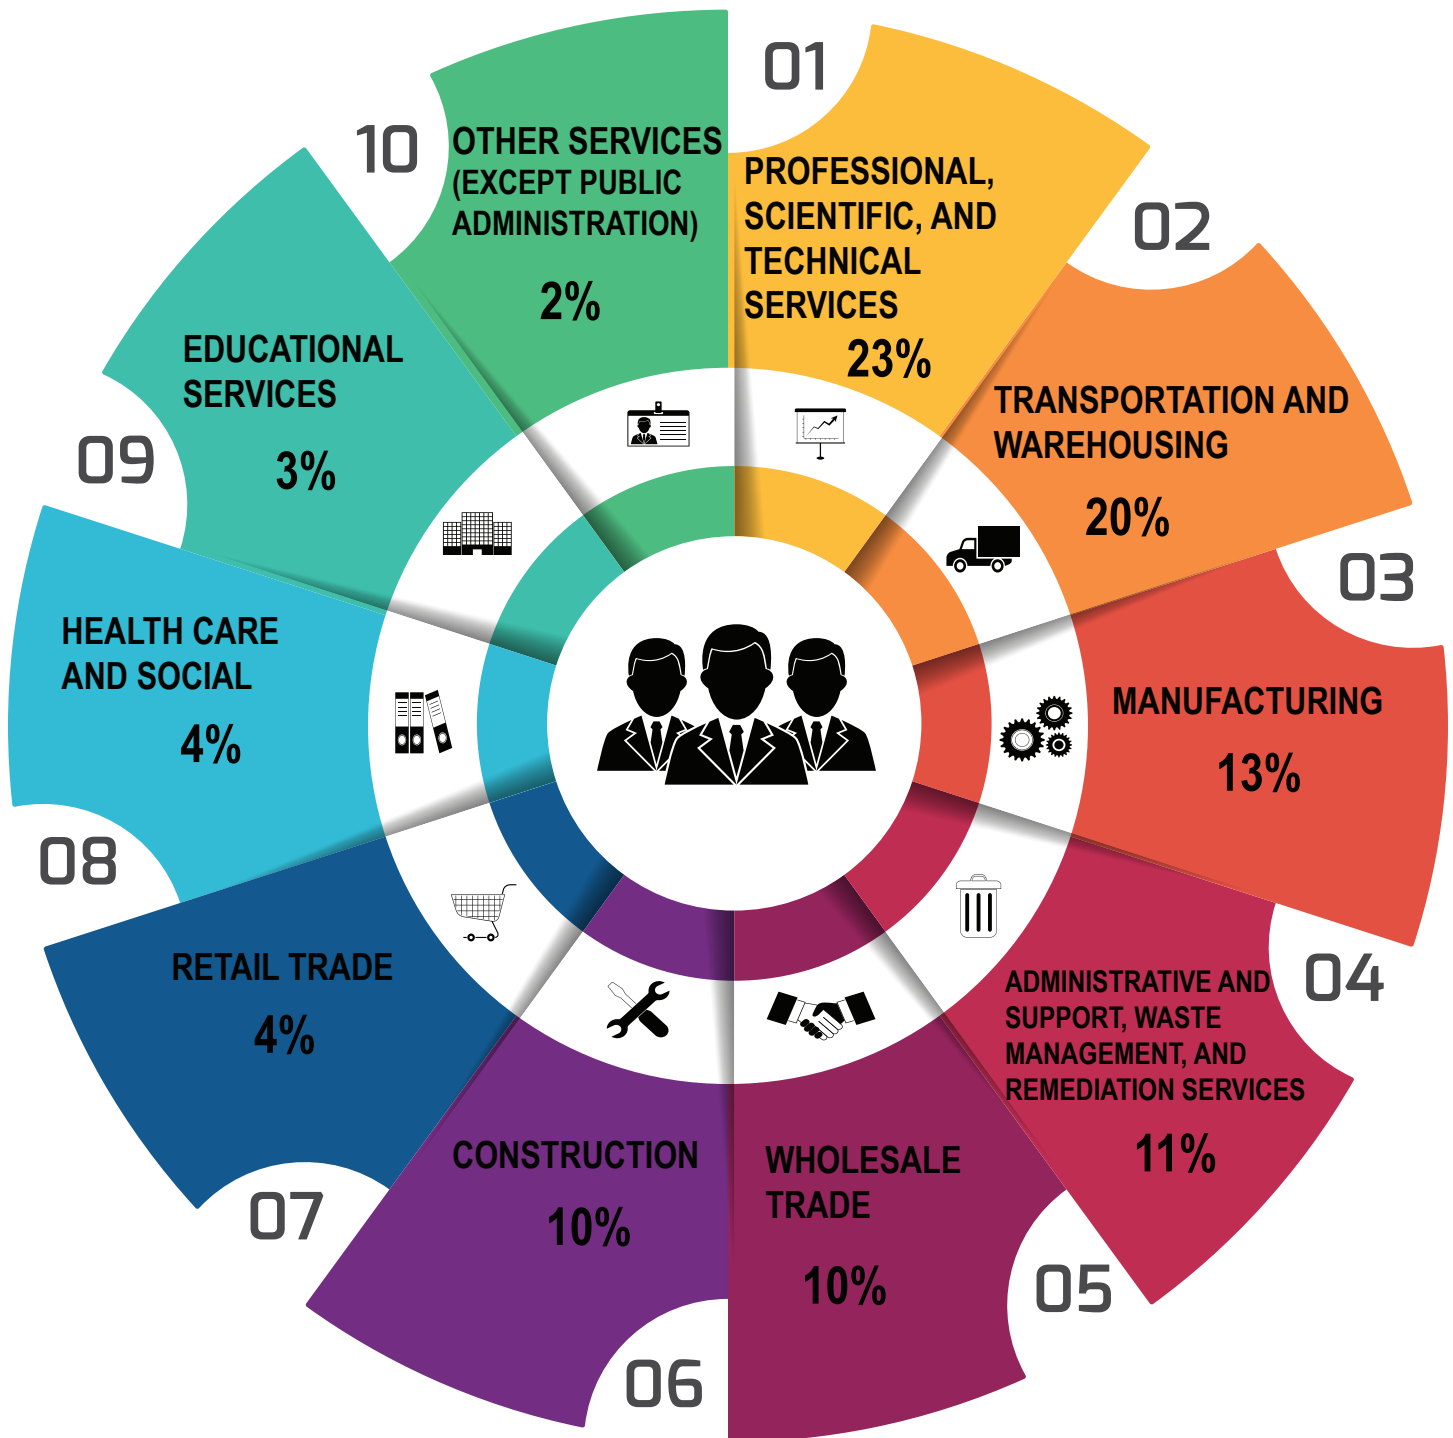 01
PROFESSIONAL,
SCIENTIFIC, AND
TECHNICAL
SERVICES
23%
02
TRANSPORTATION AND
WAREHOUSING
20%
03
MANUFACTURING
13%
04
ADMINISTRATIVE AND
SUPPORT, WASTE
MANAGEMENT, AND
REMEDIATION SERVICES
11%
05
WHOLESALE
TRADE
10%
06
CONSTRUCTION
10%
07
RETAIL TRADE
4%
08
HEALTH CARE
AND SOCIAL
4%
09
EDUCATIONAL
SERVICES
3%
10
OTHER SERVICES
(EXCEPT PUBLIC
ADMINISTRATION)
2%